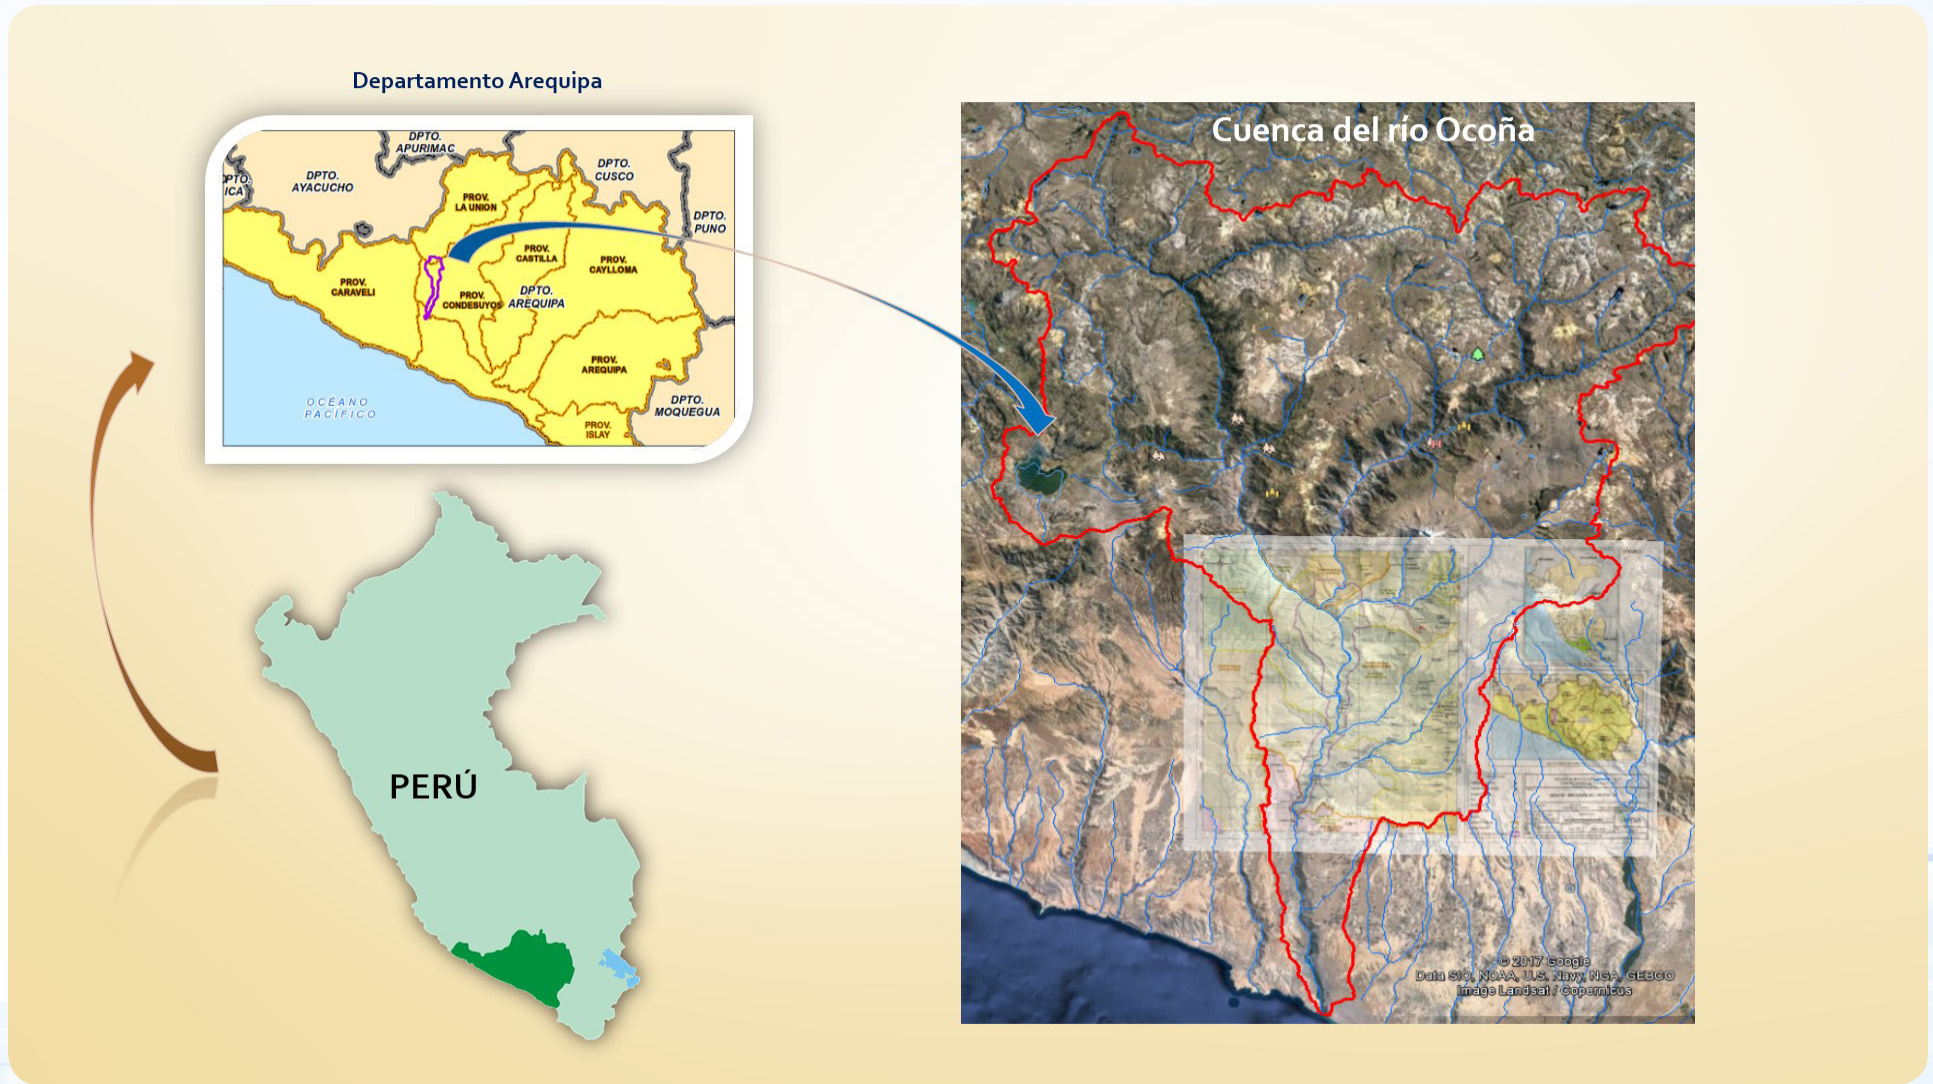 Departamento Arequipa
DPTO.
APURIMAC
DPTO.
CUSCO
DPTO.
AYACUCHO
PTO.
ICA
PROV.
LA UNION
DPTO.
PUNO
PROV.
CASTILLA
PROV.
CAYLLOMA
PROV.
CARAVELI
PROV.
CONDESUYOS
DPTO.
AREQUIPA
PROV.
AREQUIPA
OCÉANO
PACÍFICO
DPTO.
MOQUEGUA
PROV.
ISLAY
PERÚ
Cuenca del río Ocoña
© 2017 Google
Data SIO, NOAA, U.S. Navy, NGA, GEBCO
Image Landsat / Copernicus